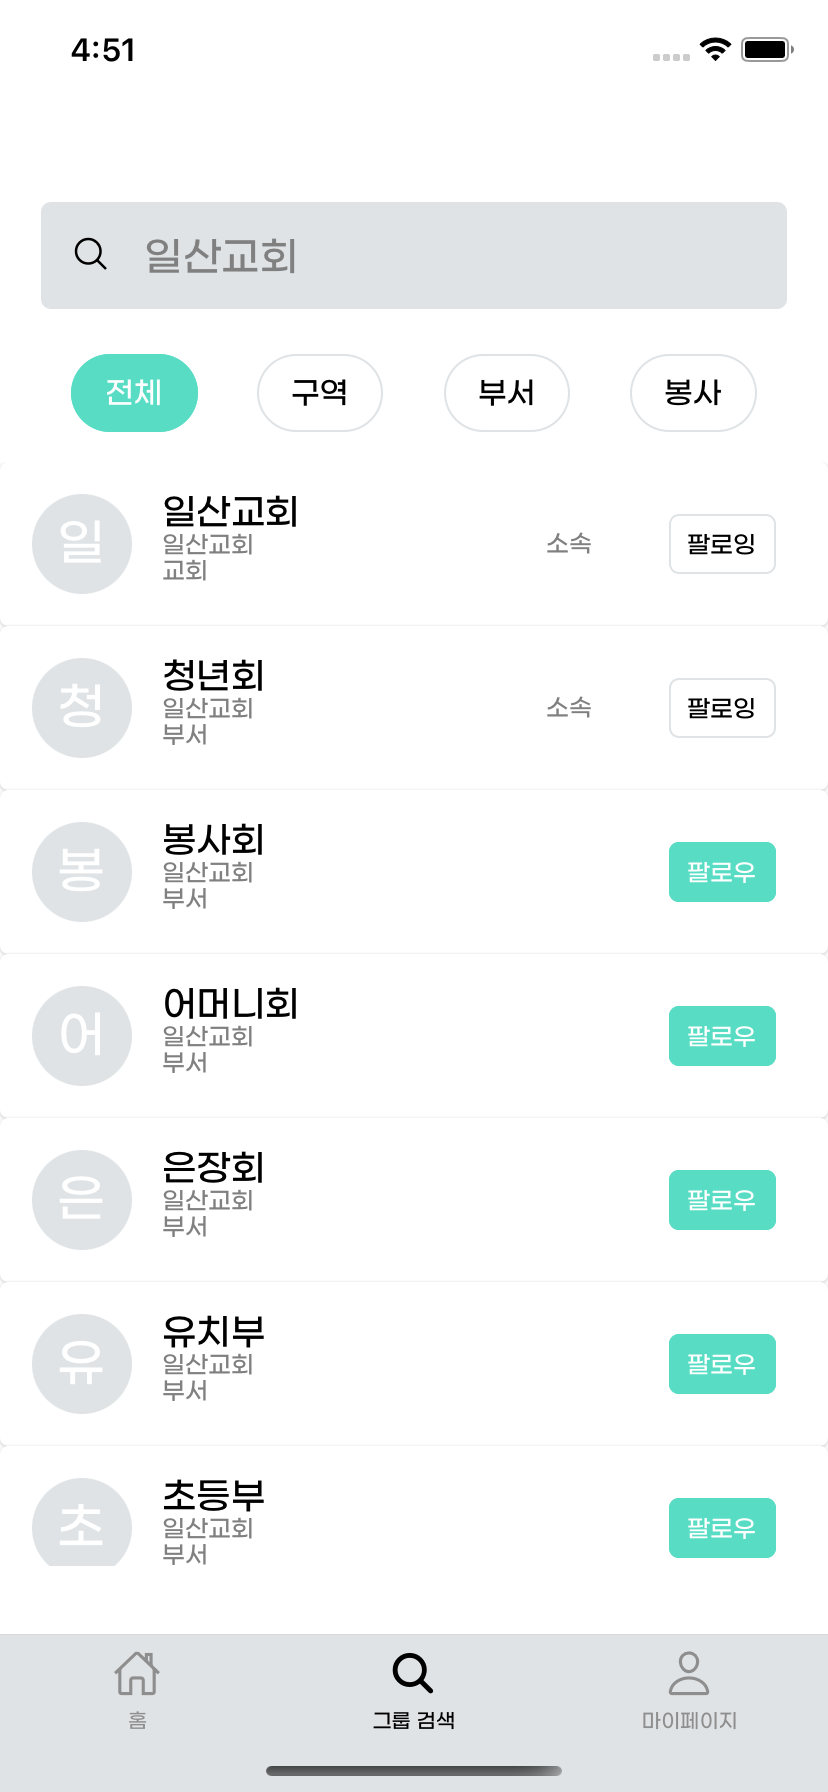 4:51
일산교회
전체 구역 부서 봉사
일
일산교회
일산교회
교회
소속
팔로잉
청
청년회
일산교회
부서
소속
팔로잉
봉
봉사회
일산교회
부서
팔로우
어
어머니회
일산교회
부서
팔로우
은
은장회
일산교회
부서
팔로우
유
유치부
일산교회
부서
팔로우
초
초등부
일산교회
부서
팔로우
홈 그룹 검색 마이페이지